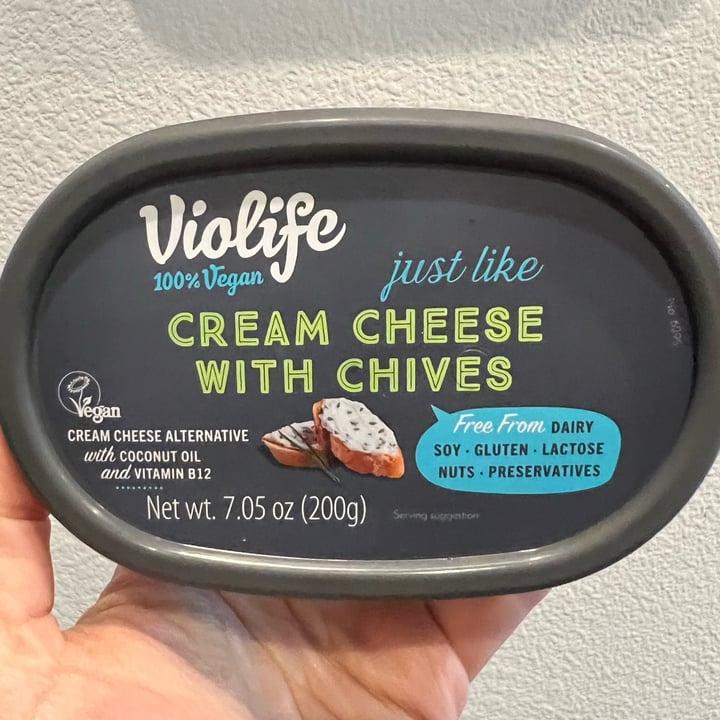 Violife
100% Vegan
just like
CREAM CHEESE
WITH CHIVES
Vegan
CREAM CHEESE ALTERNATIVE
with COCONUT OIL
and VITAMIN B12
Free From DAIRY
SOY · GLUTEN · LACTOSE
NUTS · PRESERVATIVES
Net wt. 7.05 oz (200g)
Serving suggestion